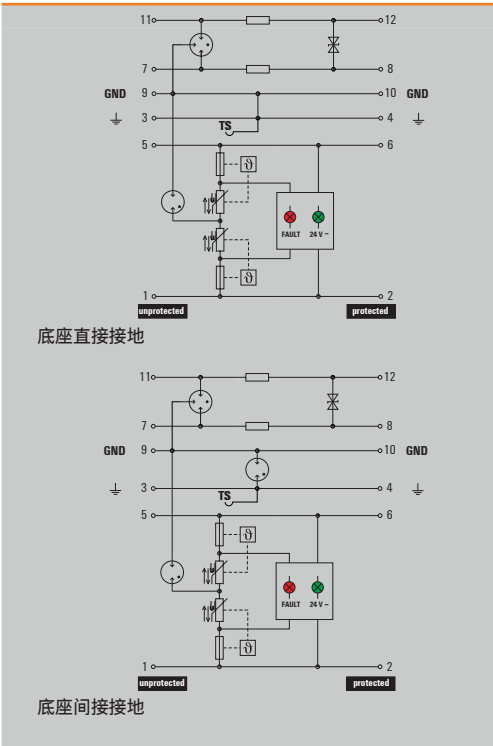 11 12
7 8
GND 9 10 GND
3 4
TS
5 6
ϑ
U
U
FAULT 24 V ~
ϑ
1 2
unprotected protected
底座直接接地
11 12
7 8
GND 9 10 GND
3 4
TS
5 6
ϑ
U
U
FAULT 24 V ~
ϑ
1 2
unprotected protected
底座间接接地